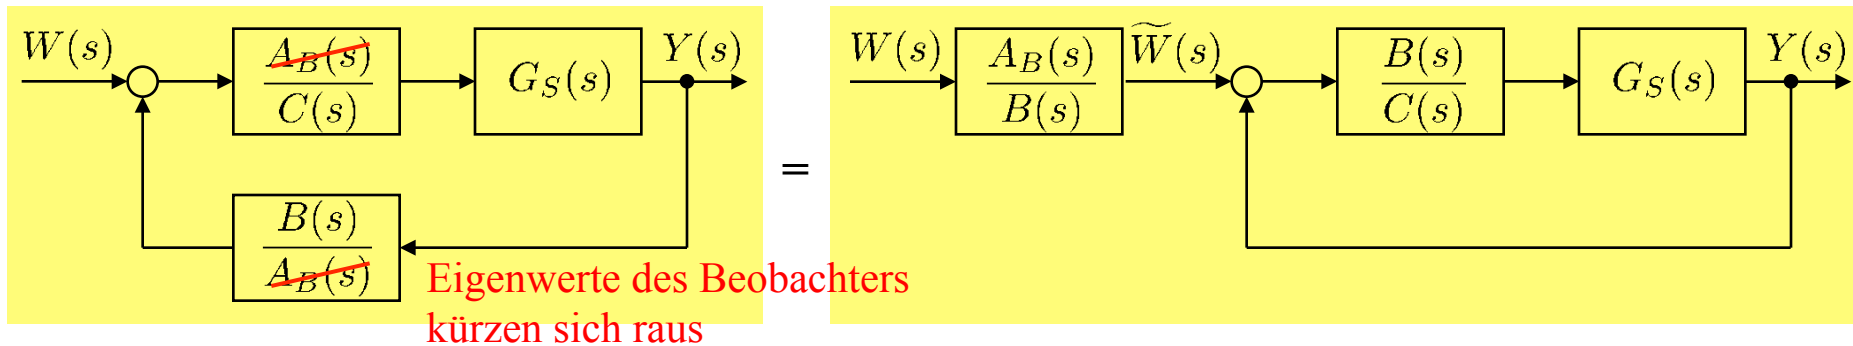 W(s)
A_B(s)
C(s)
G_S(s)
Y(s)
B(s)
A_B(s)
Eigenwerte des Beobachters
kürzen sich raus
=
W(s)
A_B(s)
B(s)
W̃(s)
B(s)
C(s)
G_S(s)
Y(s)